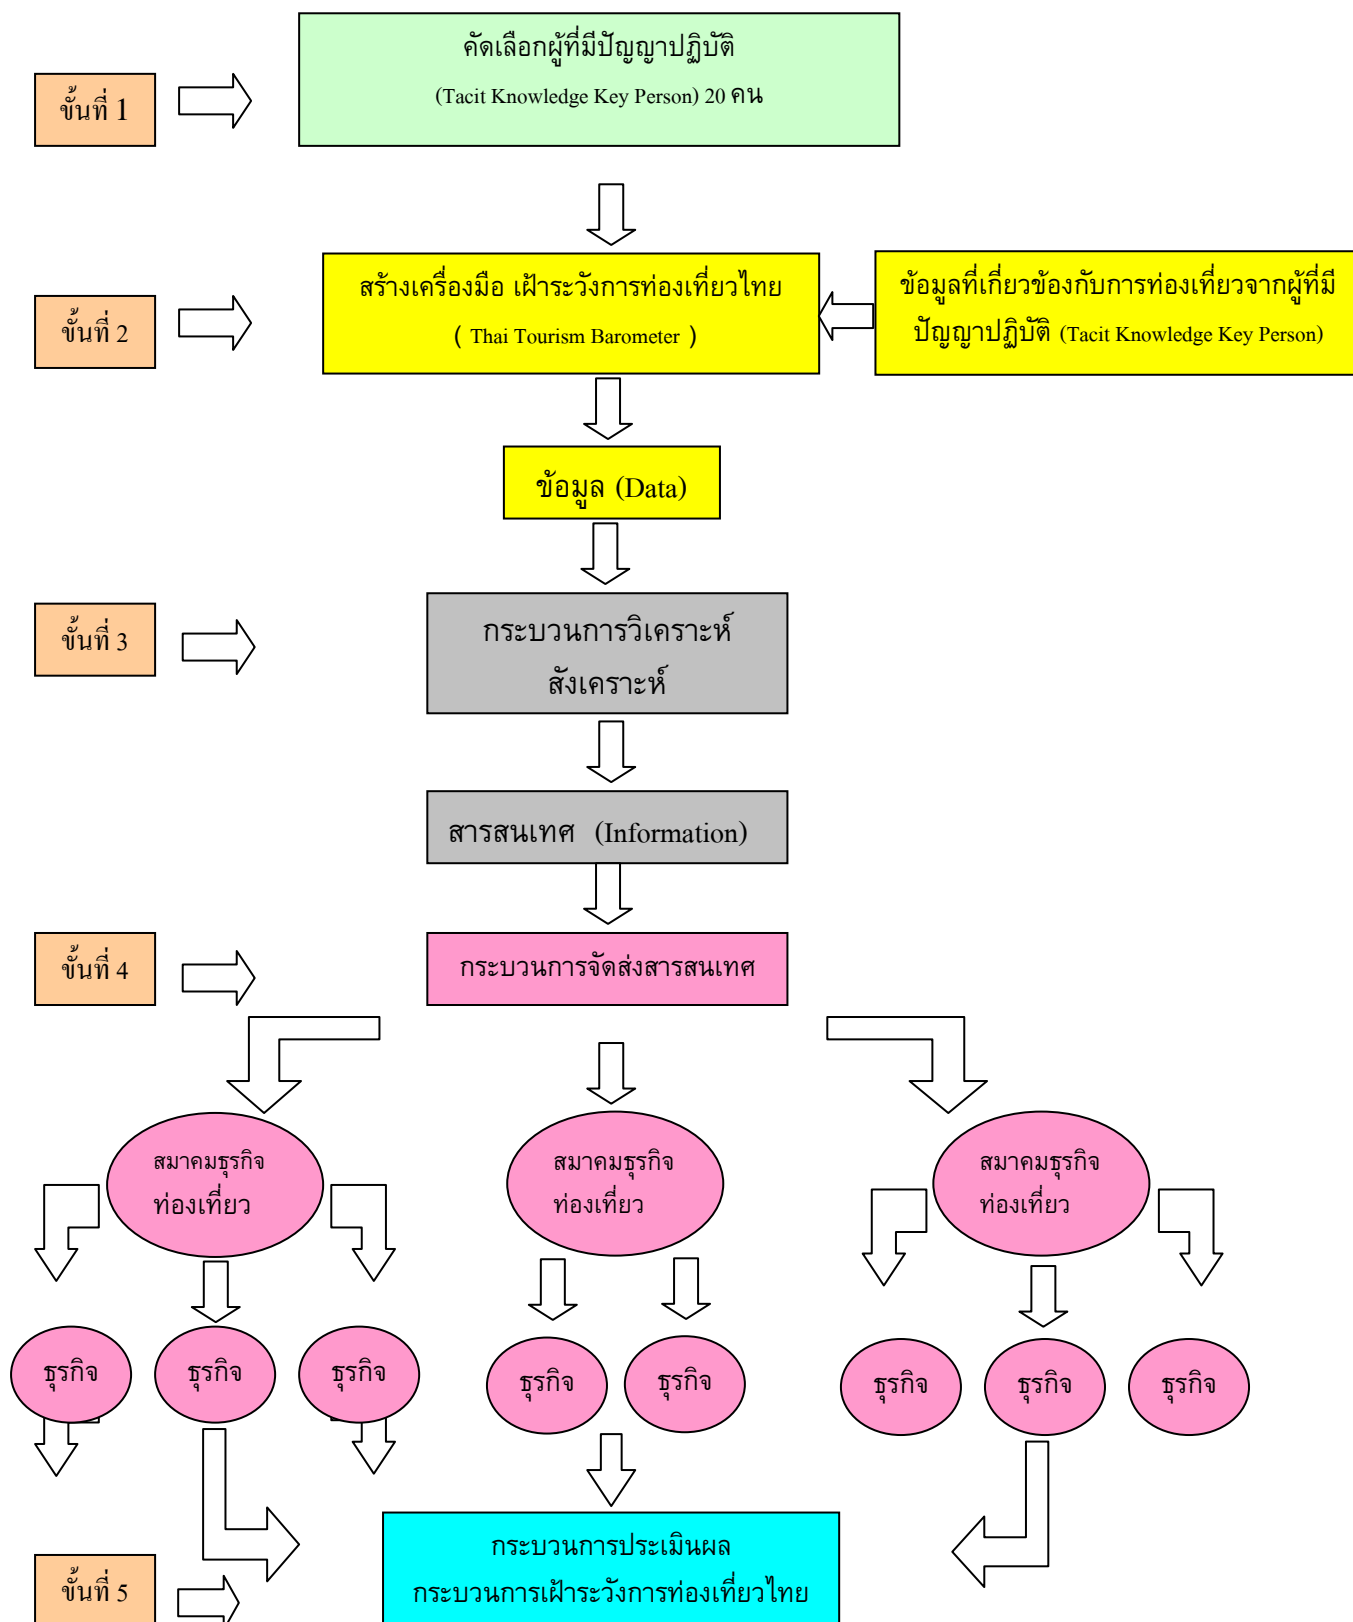 คัดเลือกผู้ที่มีปัญญาปฏิบัติ
(Tacit Knowledge Key Person) 20 คน
ขั้นที่ 1
สร้างเครื่องมือ เฝ้าระวังการท่องเที่ยวไทย
( Thai Tourism Barometer )
ข้อมูลที่เกี่ยวข้องกับการท่องเที่ยวจากผู้ที่มี
ปัญญาปฏิบัติ (Tacit Knowledge Key Person)
ขั้นที่ 2
ข้อมูล (Data)
ขั้นที่ 3
กระบวนการวิเคราะห์
สังเคราะห์
สารสนเทศ (Information)
ขั้นที่ 4
กระบวนการจัดส่งสารสนเทศ
สมาคมธุรกิจ
ท่องเที่ยว
สมาคมธุรกิจ
ท่องเที่ยว
สมาคมธุรกิจ
ท่องเที่ยว
ธุรกิจ
ธุรกิจ
ธุรกิจ
ธุรกิจ
ธุรกิจ
ธุรกิจ
ธุรกิจ
ธุรกิจ
กระบวนการประเมินผล
กระบวนการเฝ้าระวังการท่องเที่ยวไทย
ขั้นที่ 5